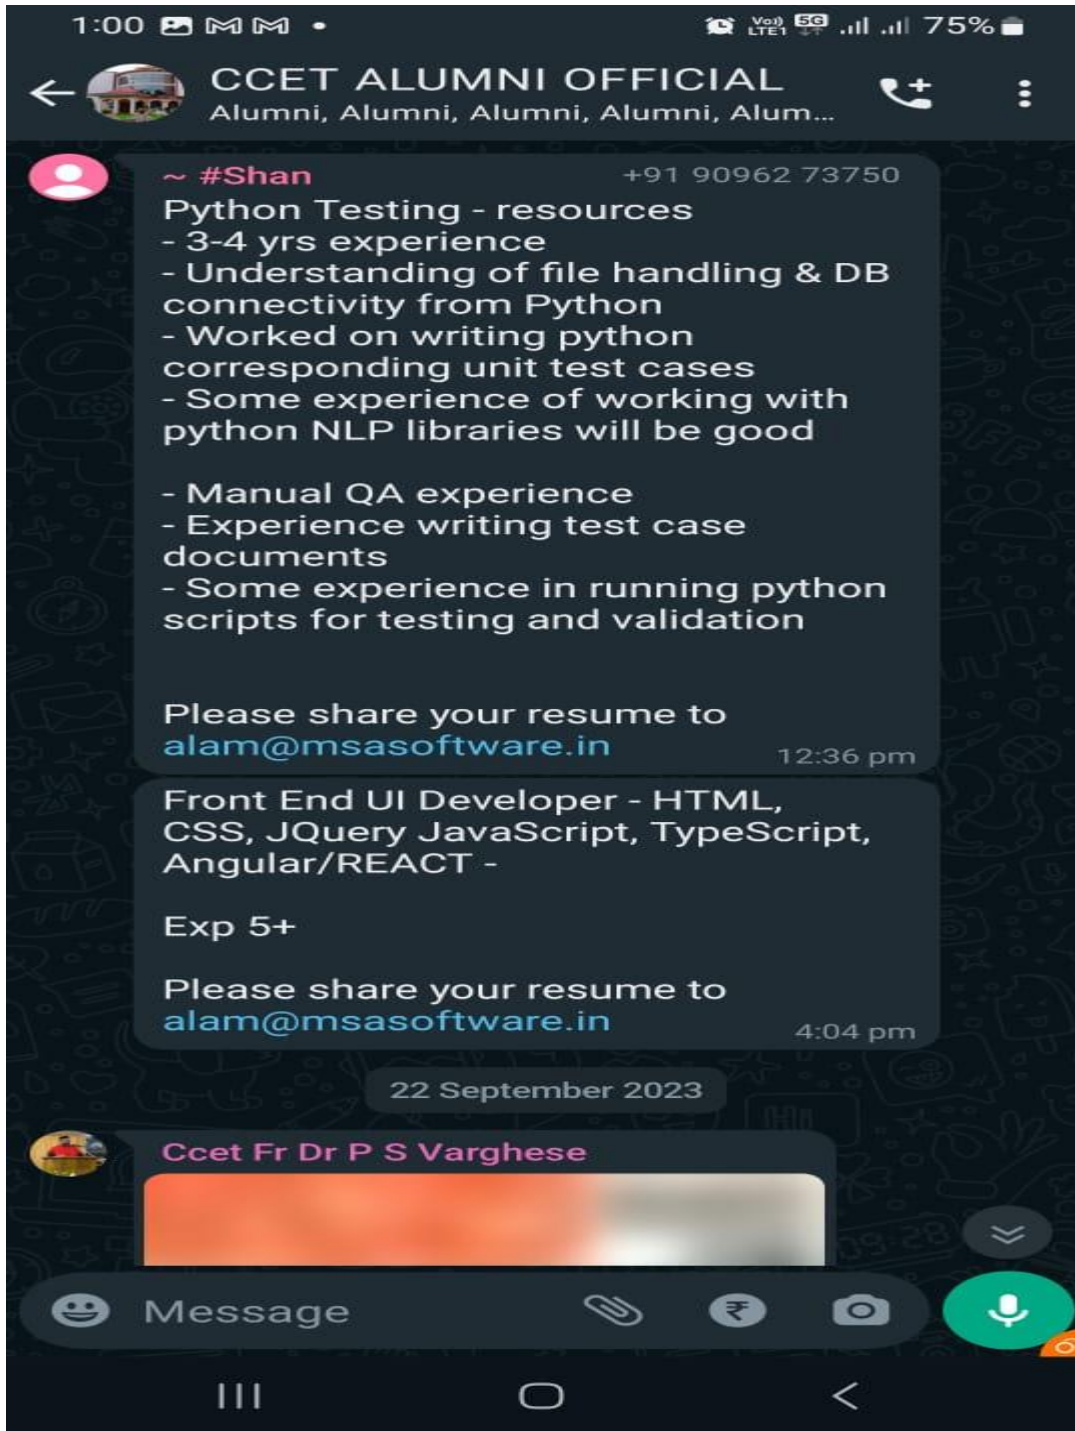 1:00
Vo)) LTE1 5G 75%
CCET ALUMNI OFFICIAL
Alumni, Alumni, Alumni, Alumni, Alum...
~ #Shan +91 90962 73750
Python Testing - resources
- 3-4 yrs experience
- Understanding of file handling & DB
connectivity from Python
- Worked on writing python
corresponding unit test cases
- Some experience of working with
python NLP libraries will be good
- Manual QA experience
- Experience writing test case
documents
- Some experience in running python
scripts for testing and validation
Please share your resume to
alam@msasoftware.in 12:36 pm
Front End UI Developer - HTML,
CSS, JQuery JavaScript, TypeScript,
Angular/REACT -
Exp 5+
Please share your resume to
alam@msasoftware.in 4:04 pm
22 September 2023
Ccet Fr Dr P S Varghese
Message